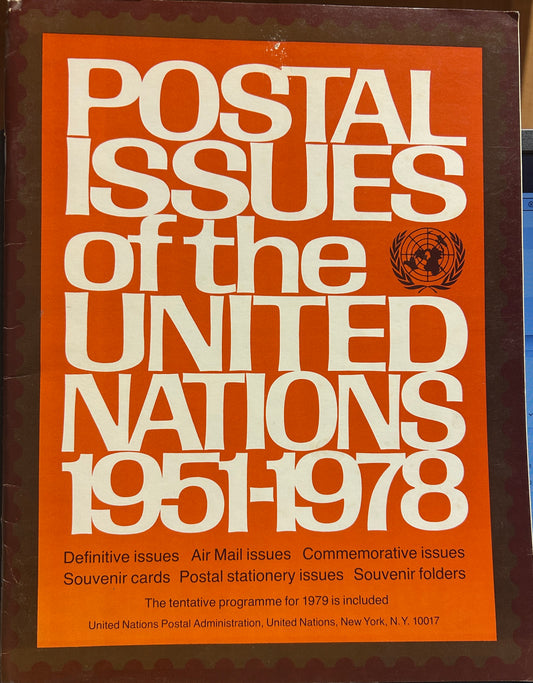 POSTAL
ISSUES
of the
UNITED
NATIONS
1951-1978
Definitive issues Air Mail issues Commemorative issues
Souvenir cards Postal stationery issues Souvenir folders
The tentative programme for 1979 is included
United Nations Postal Administration, United Nations, New York, N.Y. 10017